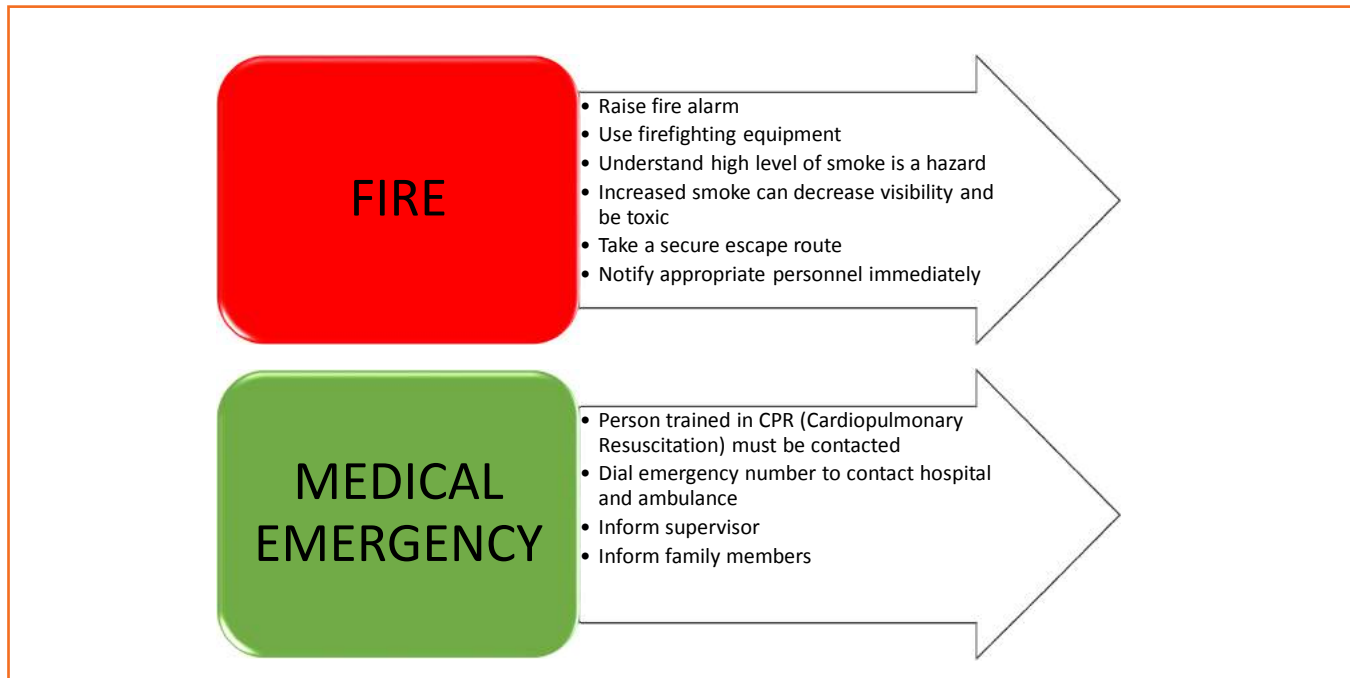 FIRE
• Raise fire alarm
• Use firefighting equipment
• Understand high level of smoke is a hazard
• Increased smoke can decrease visibility and
be toxic
• Take a secure escape route
• Notify appropriate personnel immediately
MEDICAL
EMERGENCY
• Person trained in CPR (Cardiopulmonary
Resuscitation) must be contacted
• Dial emergency number to contact hospital
and ambulance
• Inform supervisor
• Inform family members